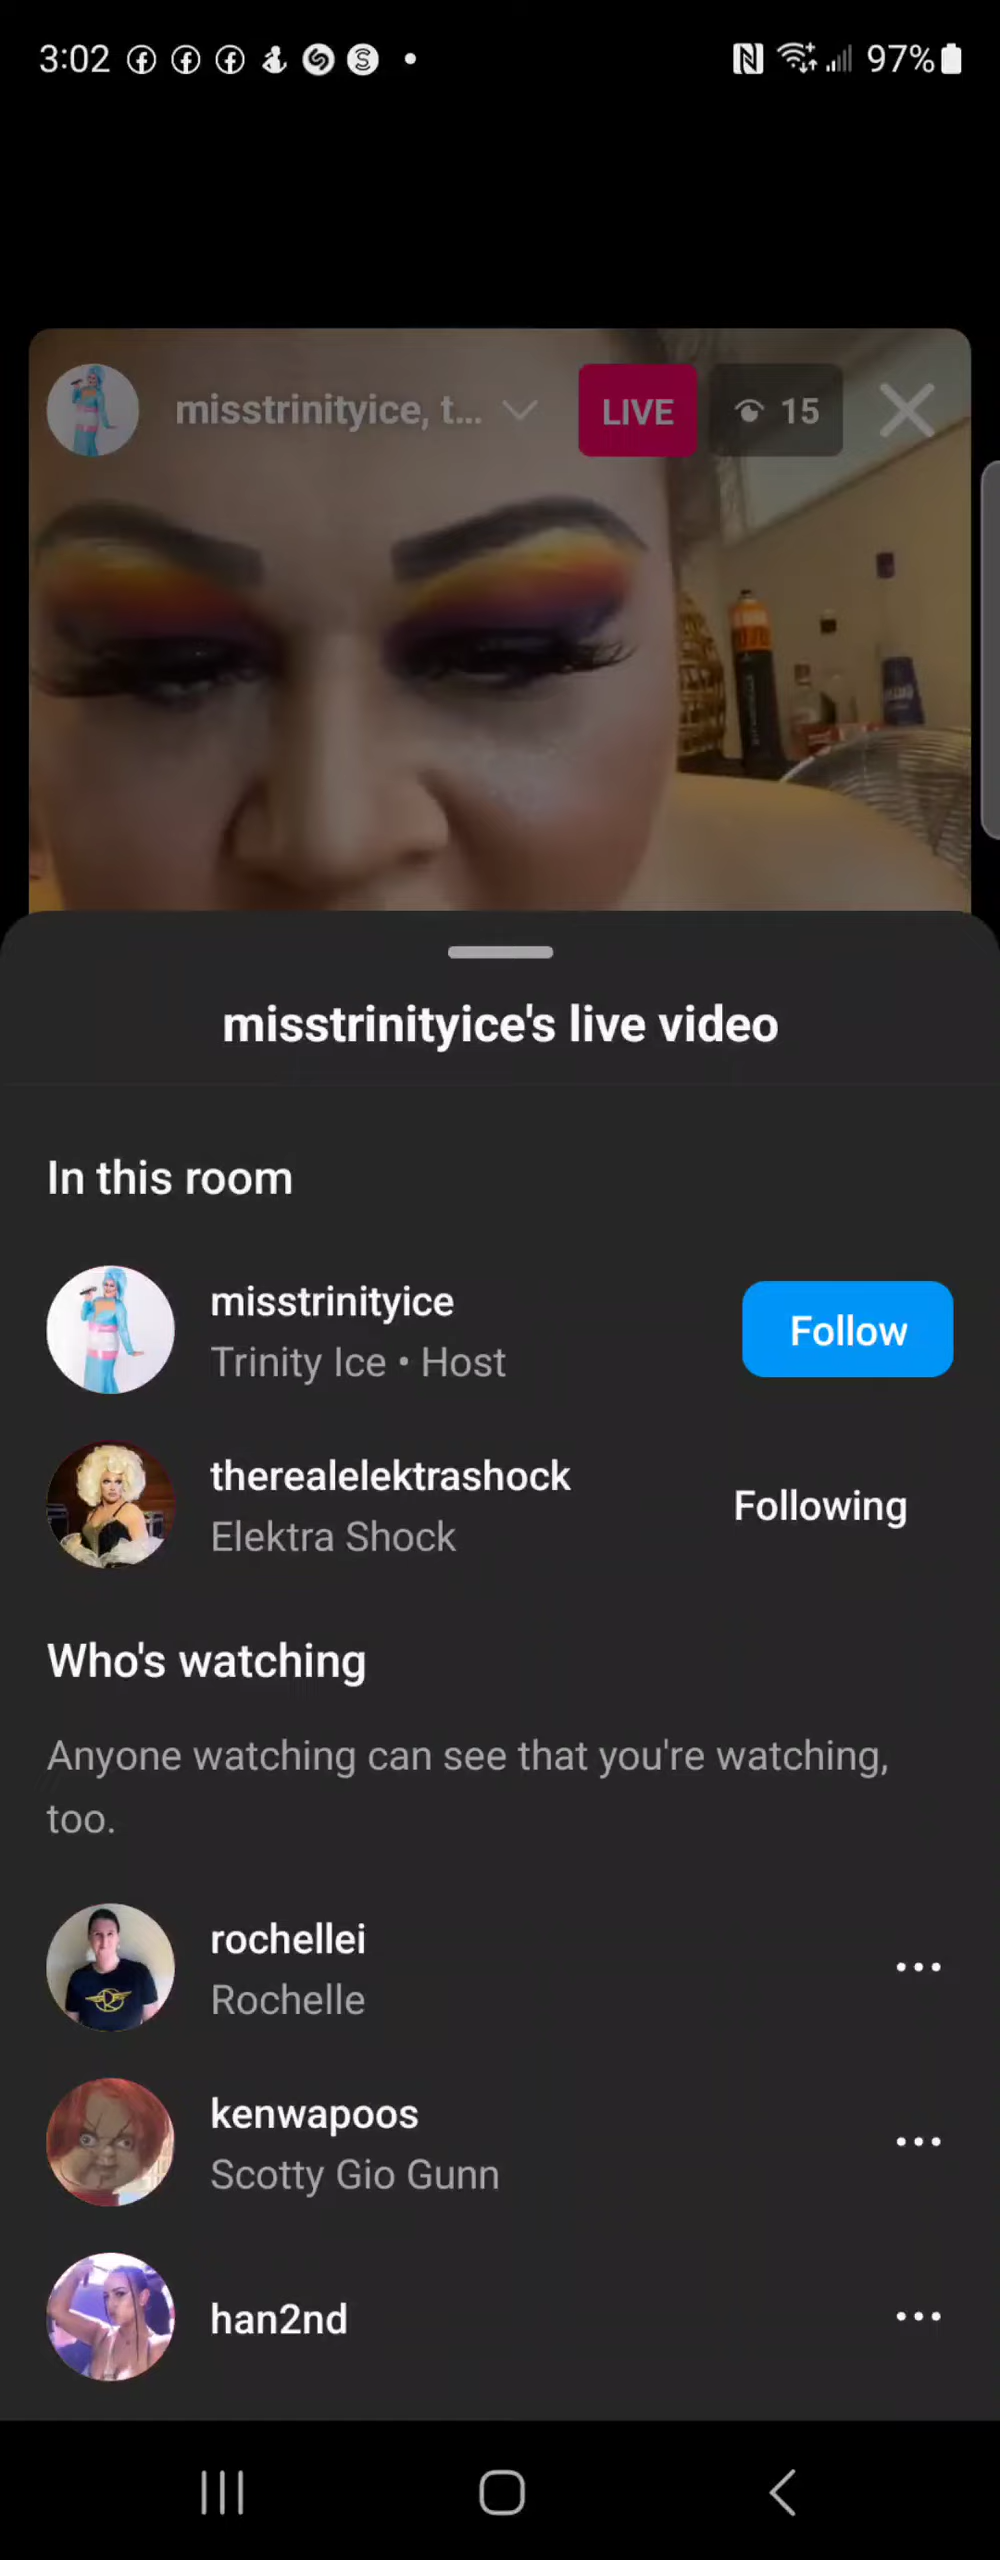 3:02
97%
misstrinityice, t...
LIVE
15
misstrinityice's live video
In this room
misstrinityice
Trinity Ice • Host
Follow
therealelektrashock
Elektra Shock
Following
Who's watching
Anyone watching can see that you're watching,
too.
rochellei
Rochelle
kenwapoos
Scotty Gio Gunn
han2nd